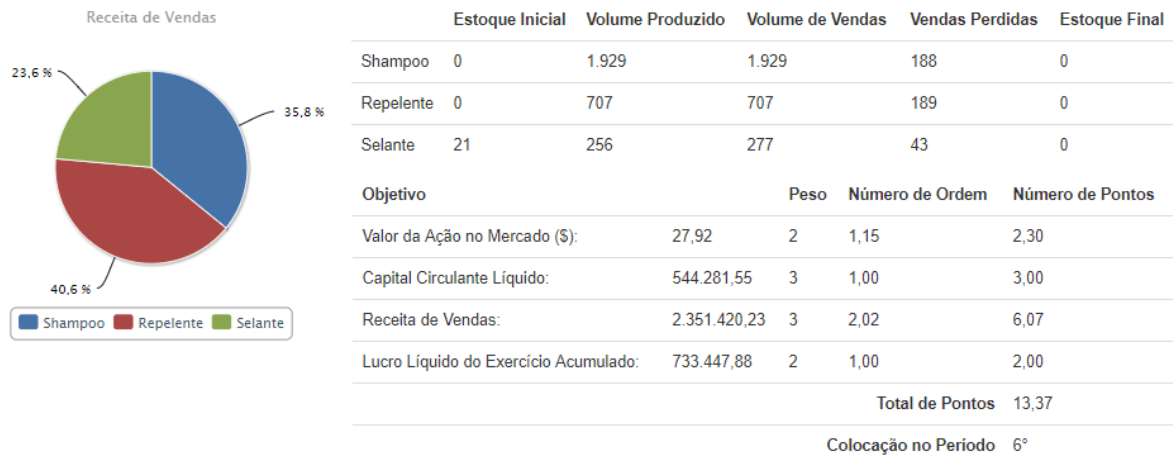 Receita de Vendas
23,6 %
35,8 %
40,6 %
Shampoo Repelente Selante
Estoque Inicial Volume Produzido Volume de Vendas Vendas Perdidas Estoque Final
Shampoo 0 1.929 1.929 188 0
Repelente 0 707 707 189 0
Selante 21 256 277 43 0
Objetivo Peso Número de Ordem Número de Pontos
Valor da Ação no Mercado ($): 27,92 2 1,15 2,30
Capital Circulante Líquido: 544.281,55 3 1,00 3,00
Receita de Vendas: 2.351.420,23 3 2,02 6,07
Lucro Líquido do Exercício Acumulado: 733.447,88 2 1,00 2,00
Total de Pontos 13,37
Colocação no Período 6°